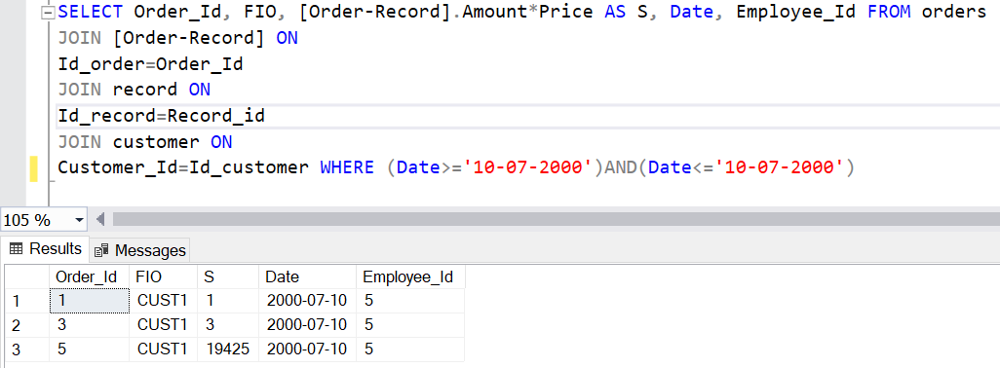 SELECT Order_Id, FIO, [Order-Record].Amount*Price AS S, Date, Employee_Id FROM orders
JOIN [Order-Record] ON
Id_order=Order_Id
JOIN record ON
Id_record=Record_id
JOIN customer ON
Customer_Id=Id_customer WHERE (Date>='10-07-2000')AND(Date<='10-07-2000')
105 %
Results Messages
Order_Id FIO S Date Employee_Id
1 1 CUST1 1 2000-07-10 5
2 3 CUST1 3 2000-07-10 5
3 5 CUST1 19425 2000-07-10 5